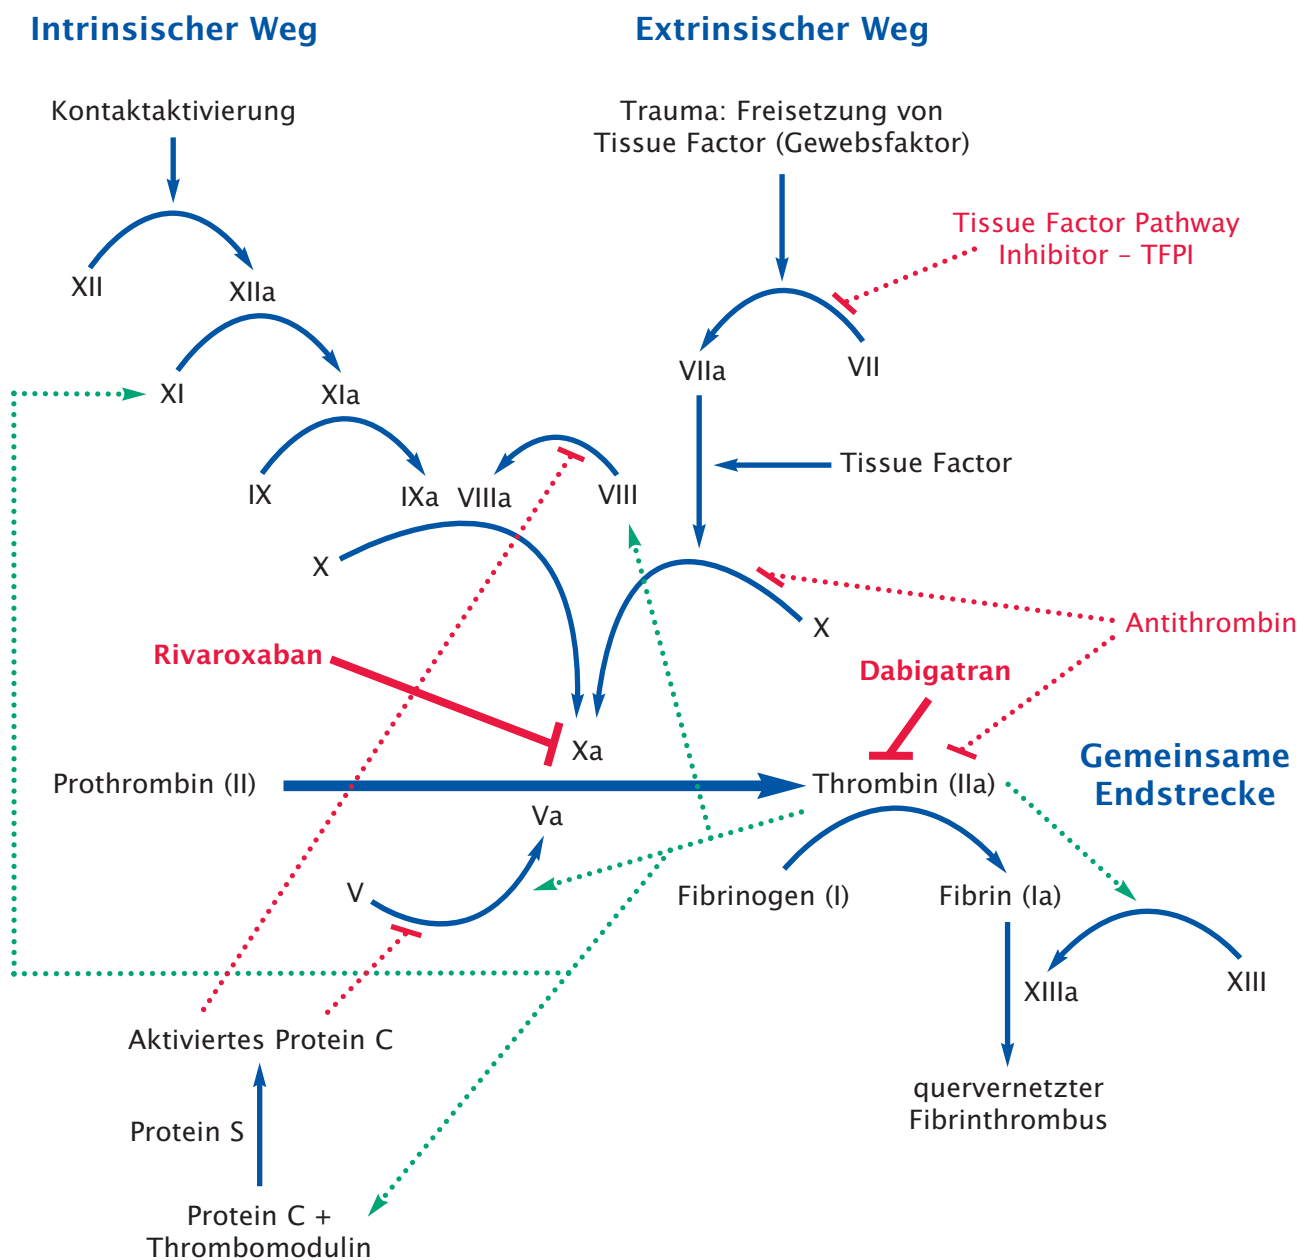 Intrinsischer Weg
Extrinsischer Weg
Kontaktaktivierung
Trauma: Freisetzung von
Tissue Factor (Gewebsfaktor)
Tissue Factor Pathway
Inhibitor – TFPI
XII
XIIa
VIIa
VII
XI
XIa
Tissue Factor
IX
IXa
VIIIa
VIII
X
X
Antithrombin
Rivaroxaban
Dabigatran
Xa
Gemeinsame
Endstrecke
Prothrombin (II)
Thrombin (IIa)
Va
V
Fibrinogen (I)
Fibrin (Ia)
XIIIa
XIII
Aktiviertes Protein C
quervernetzter
Fibrinthrombus
Protein S
Protein C +
Thrombomodulin